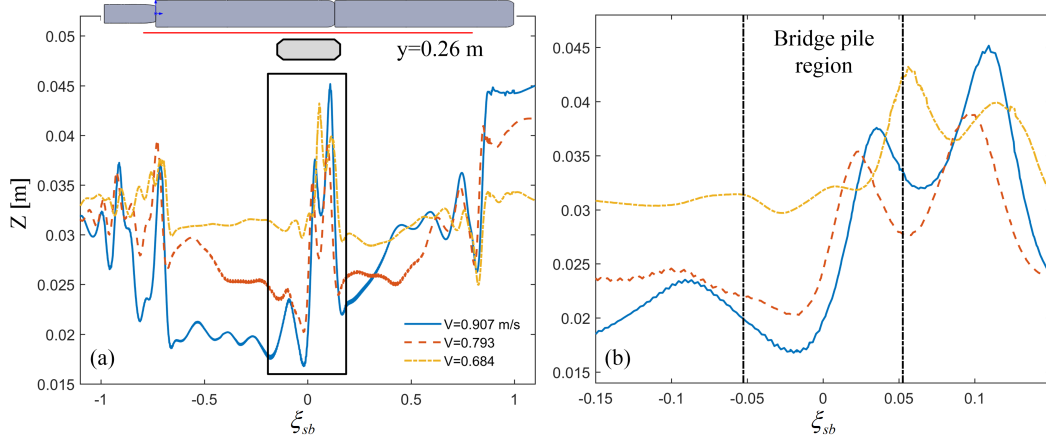 y=0.26 m
0.05
0.045
0.04
0.035
0.03
0.025
0.02
0.015
Z [m]
-1
-0.5
0
0.5
1
ξsb
(a)
V=0.907 m/s
V=0.793
V=0.684
Bridge pile
region
0.045
0.04
0.035
0.03
0.025
0.02
0.015
-0.15
-0.1
-0.05
0
0.05
0.1
ξsb
(b)